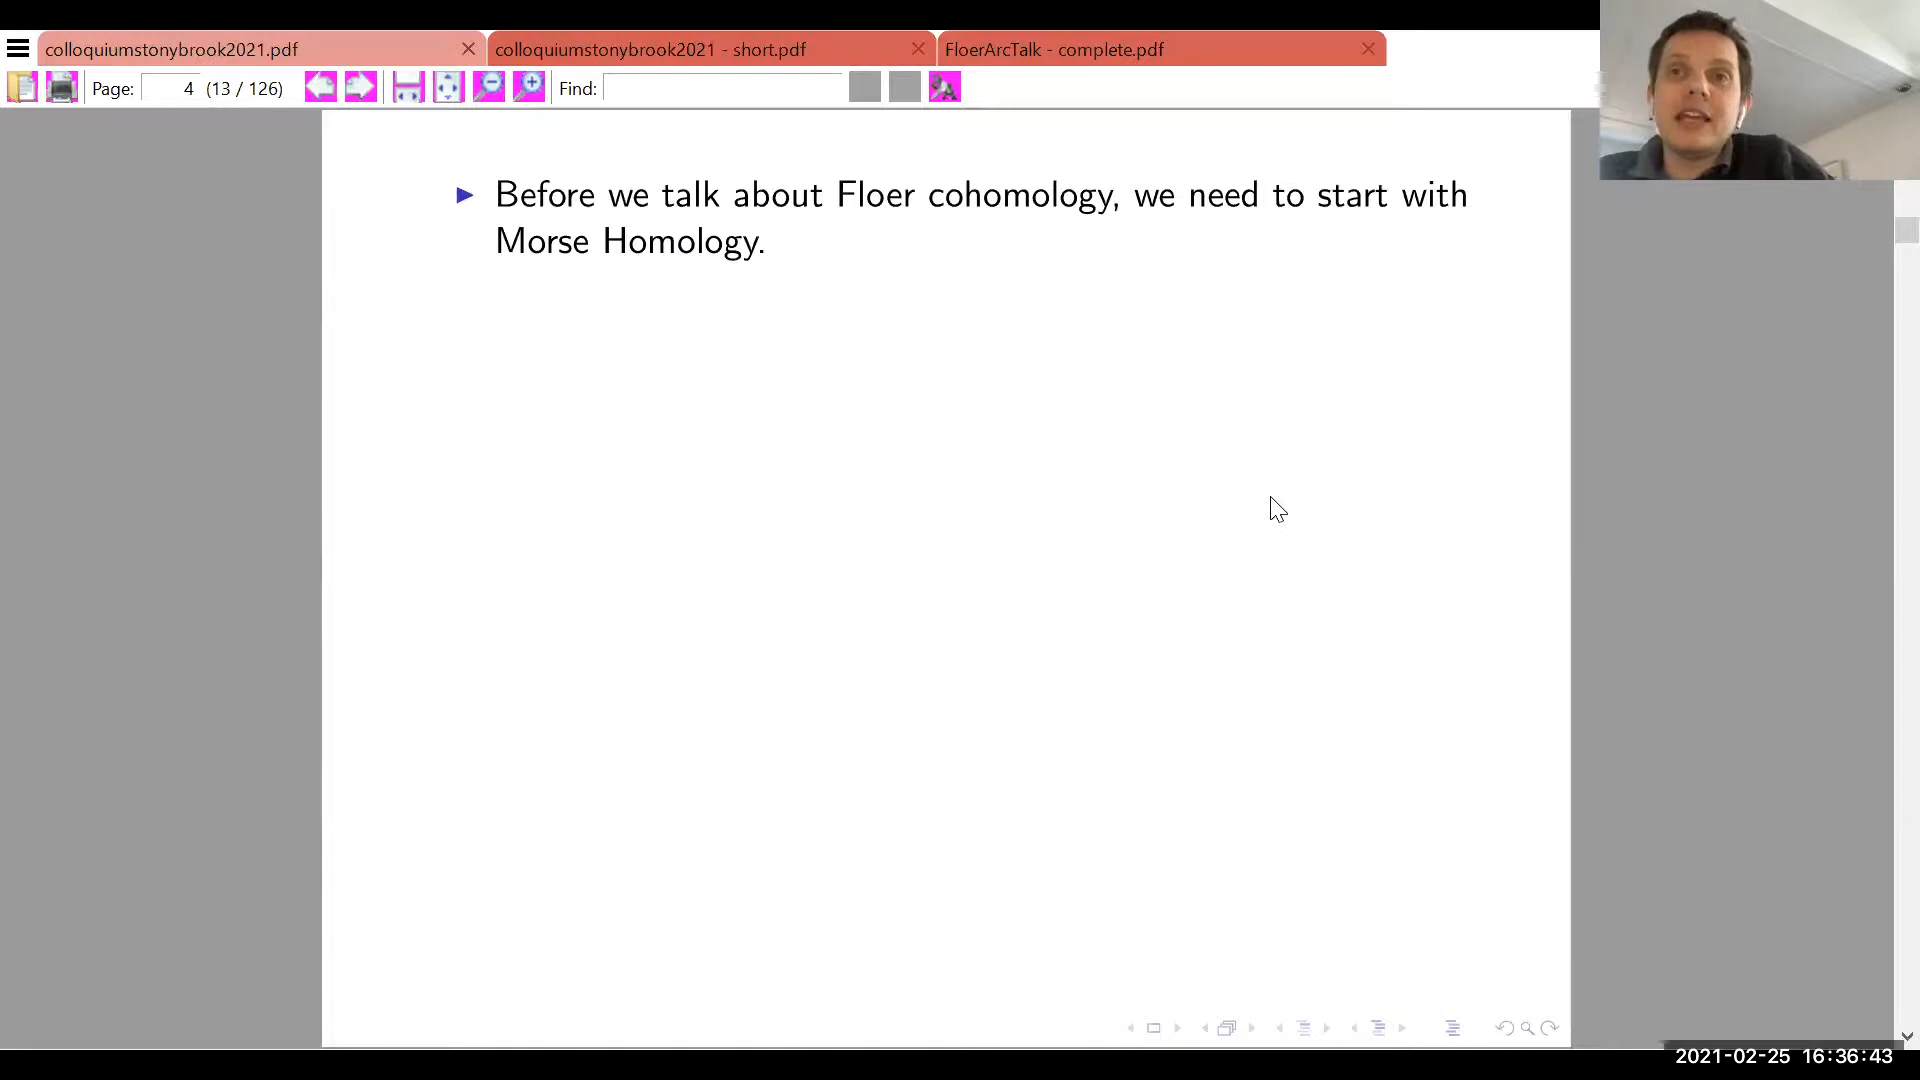 colloquiumstonybrook2021.pdf
colloquiumstonybrook2021 - short.pdf
FloerArcTalk - complete.pdf
Page: 4 (13 / 126) Find:
▶ Before we talk about Floer cohomology, we need to start with
Morse Homology.
2021-02-25 16:36:43